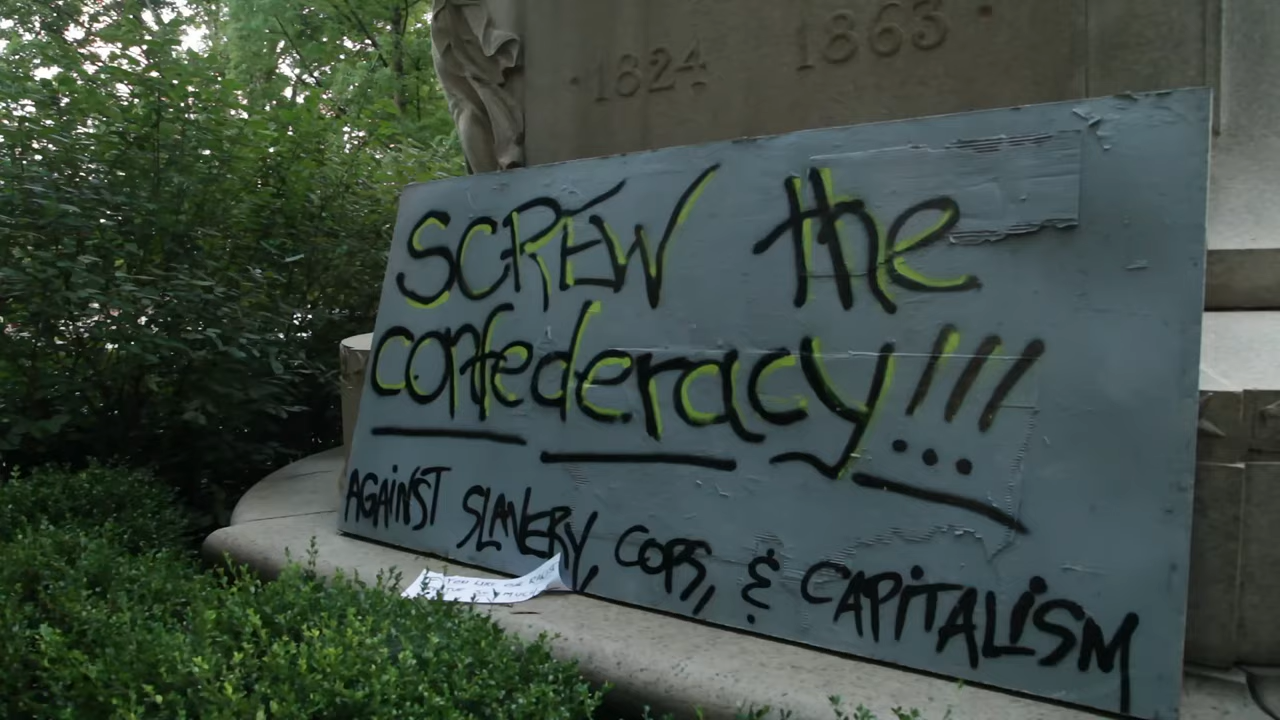 ·1824 1863·
SCREW the
confederacy!!!
AGAiNST SLAVERY, COPS, & CAPiTALiSM